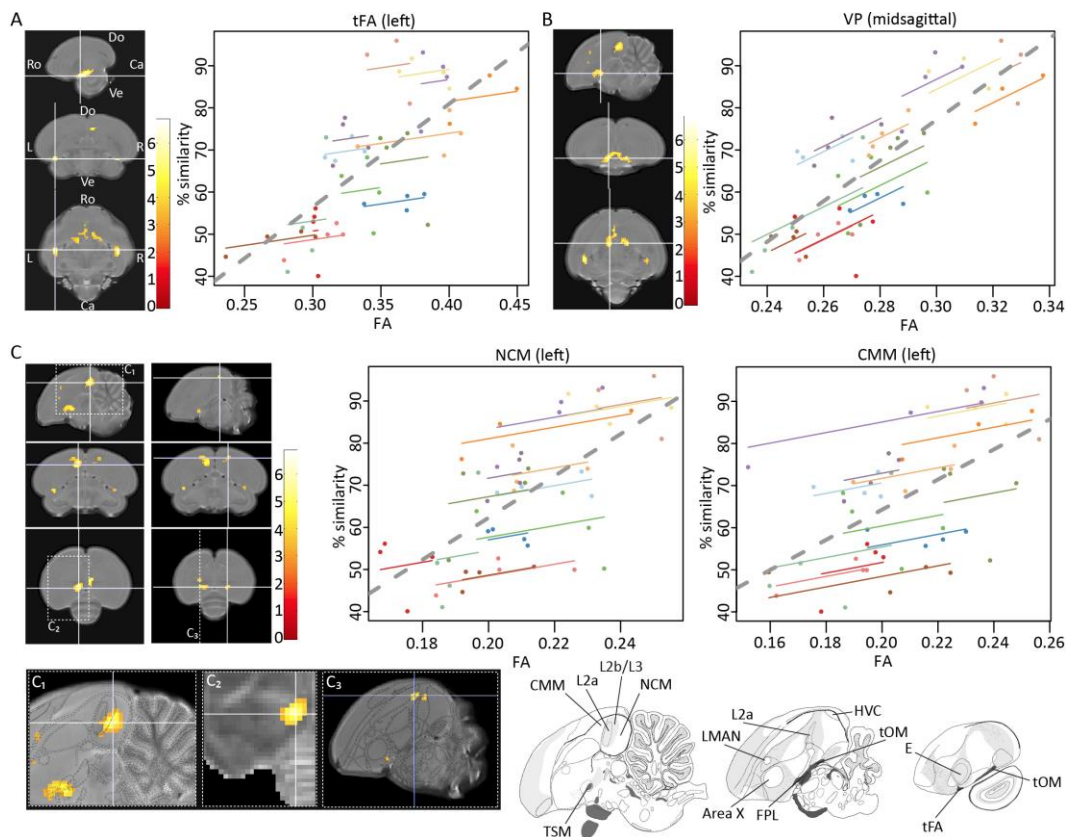 A
tFA (left)
B
VP (midsagittal)
Do
Ro
Ca
Ve
Do
L
R
Ve
Ro
L
R
Ca
6
5
4
3
2
1
0
% similarity
90
80
70
60
50
40
0.25 0.30 0.35 0.40 0.45
FA
6
5
4
3
2
1
0
% similarity
90
80
70
60
50
40
0.24 0.26 0.28 0.30 0.32 0.34
FA
C
C1
C2
C3
6
5
4
3
2
1
0
NCM (left)
% similarity
90
80
70
60
50
40
0.18 0.20 0.22 0.24
FA
CMM (left)
% similarity
90
80
70
60
50
40
0.16 0.18 0.20 0.22 0.24 0.26
FA
C1
C2
C3
L2b/L3
L2a
CMM
NCM
TSM
HVC
L2a
tOM
LMAN
Area X
FPL
E
tOM
tFA